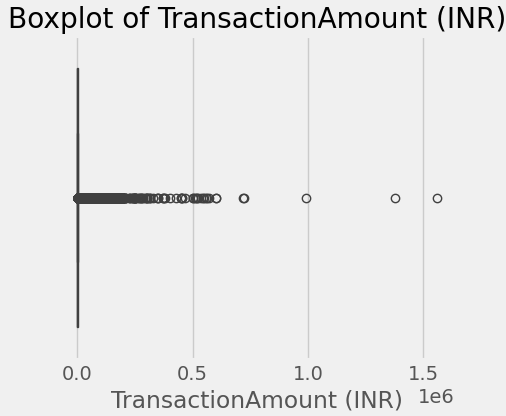 Boxplot of TransactionAmount (INR)
0.0 0.5 1.0 1.5
1e6
TransactionAmount (INR)